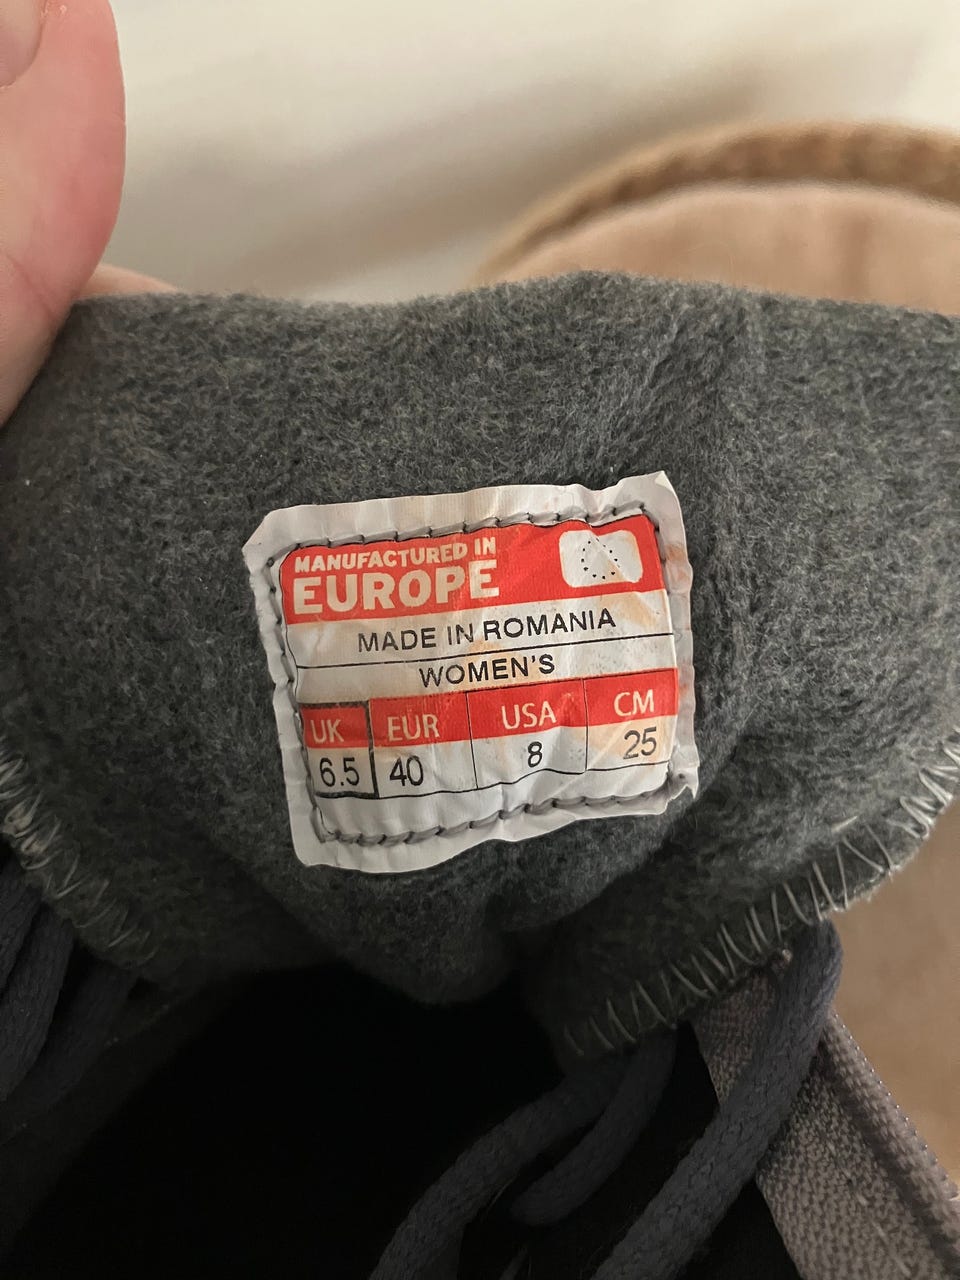 MANUFACTURED IN
EUROPE
MADE IN ROMANIA
WOMEN'S
UK EUR USA CM
6.5 40 8 25